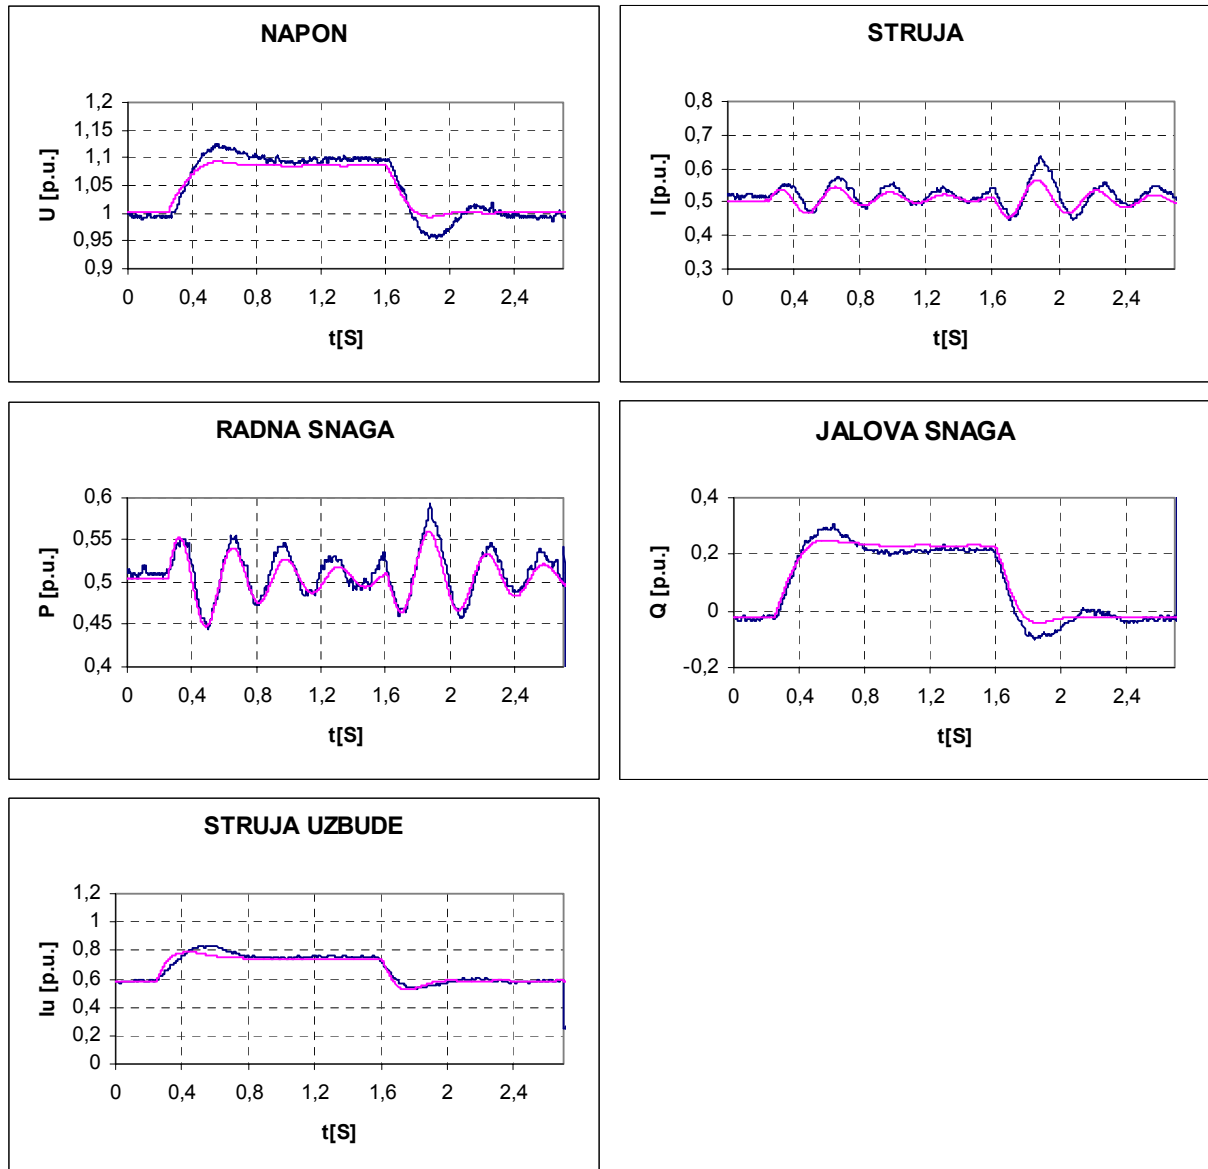 NAPON
U [p.u.]
1,2
1,15
1,1
1,05
1
0,95
0,9
0 0,4 0,8 1,2 1,6 2 2,4
t[S]
STRUJA
I [p.u.]
0,8
0,7
0,6
0,5
0,4
0,3
0 0,4 0,8 1,2 1,6 2 2,4
t[S]
RADNA SNAGA
P [p.u.]
0,6
0,55
0,5
0,45
0,4
0 0,4 0,8 1,2 1,6 2 2,4
t[S]
JALOVA SNAGA
Q [p.u.]
0,4
0,2
0
-0,2
0 0,4 0,8 1,2 1,6 2 2,4
t[S]
STRUJA UZBUDE
Iu [p.u.]
1,2
1
0,8
0,6
0,4
0,2
0
0 0,4 0,8 1,2 1,6 2 2,4
t[S]